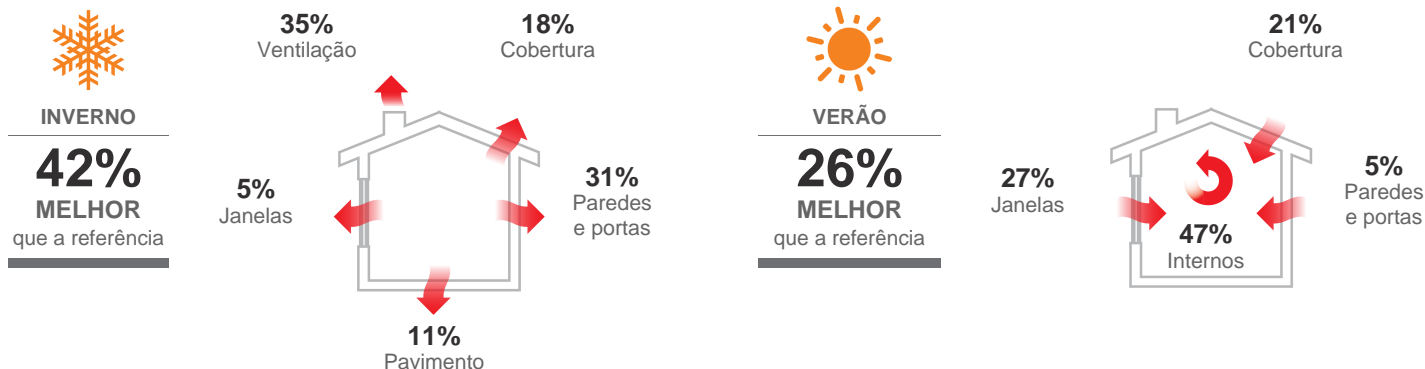 INVERNO
42%
MELHOR
que a referência
35%
Ventilação
18%
Cobertura
5%
Janelas
31%
Paredes
e portas
11%
Pavimento
VERÃO
26%
MELHOR
que a referência
21%
Cobertura
27%
Janelas
5%
Paredes
e portas
47%
Internos